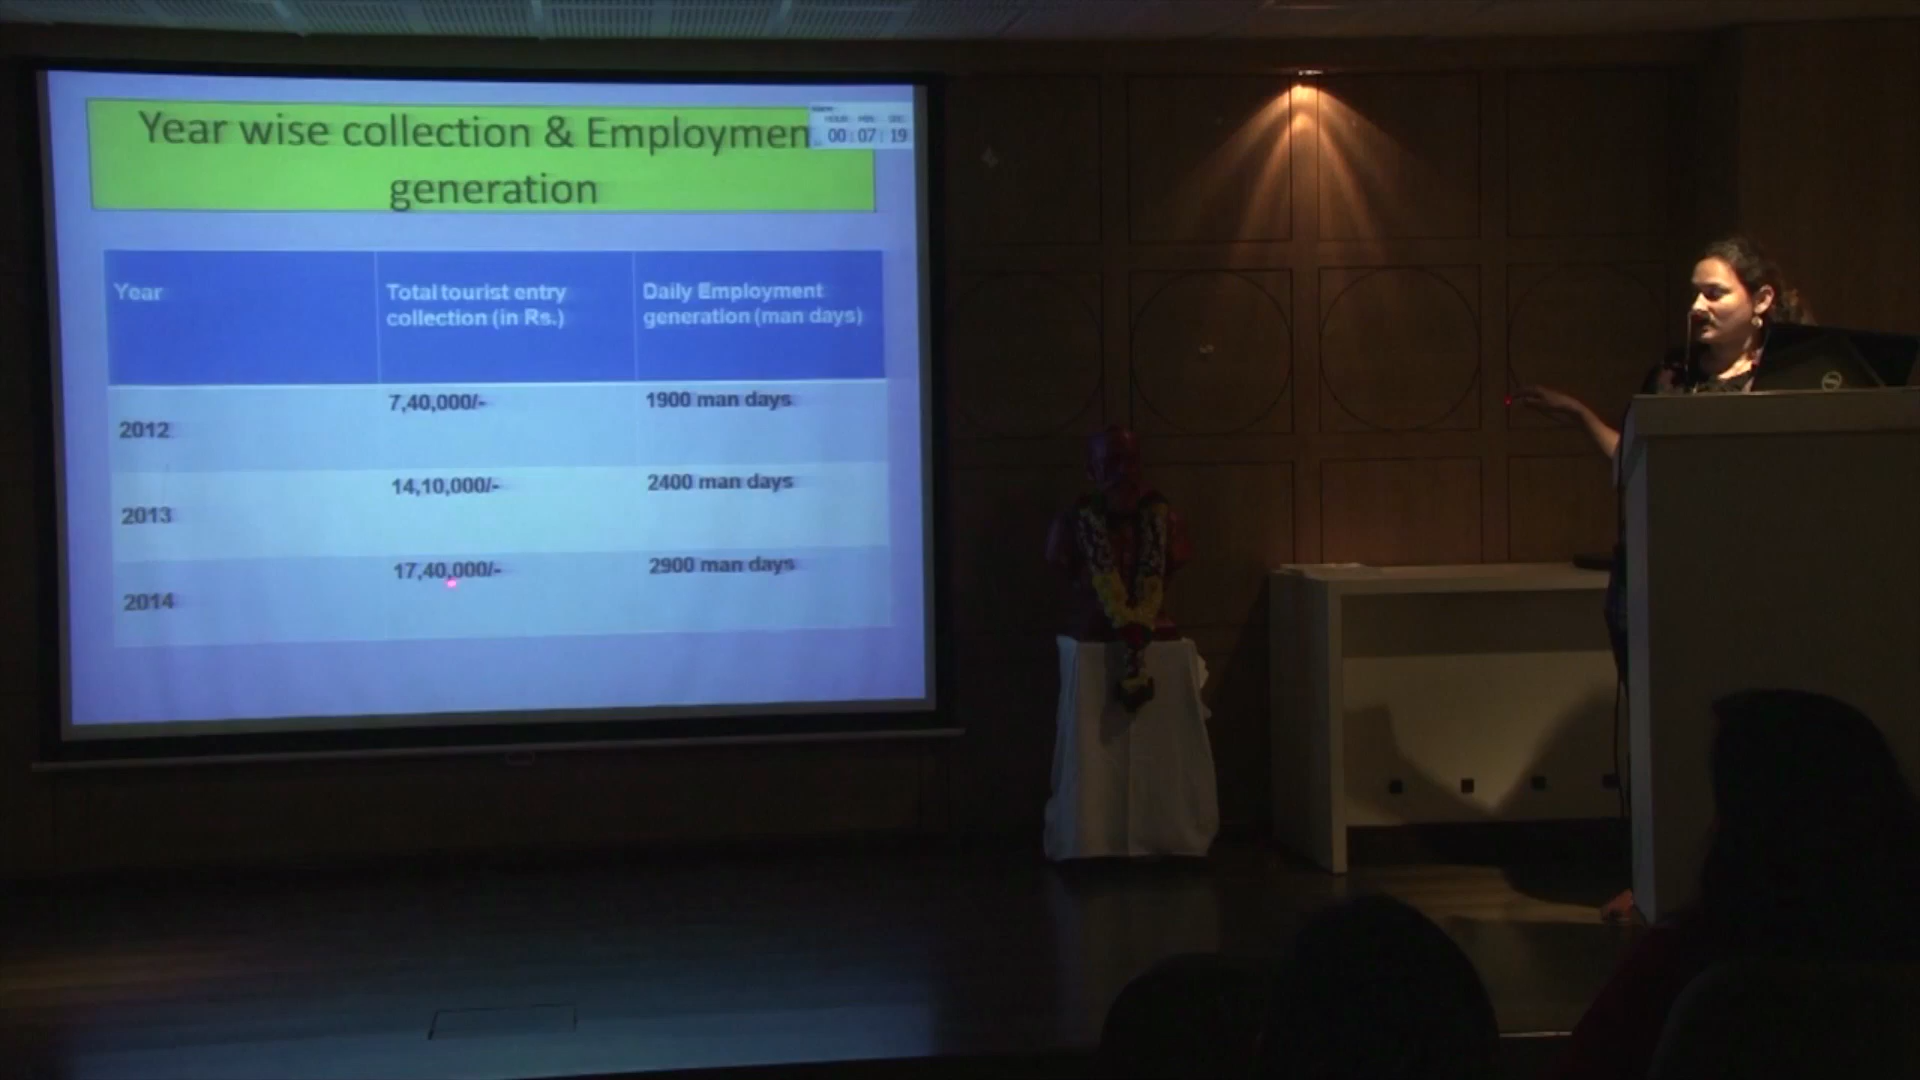 Year wise collection & Employmen
generation
00 : 07 : 19
Year
Total tourist entry
collection (in Rs.)
Daily Employment
generation (man days)
2012
7,40,000/-
1900 man days
2013
14,10,000/-
2400 man days
2014
17,40,000/-
2900 man days